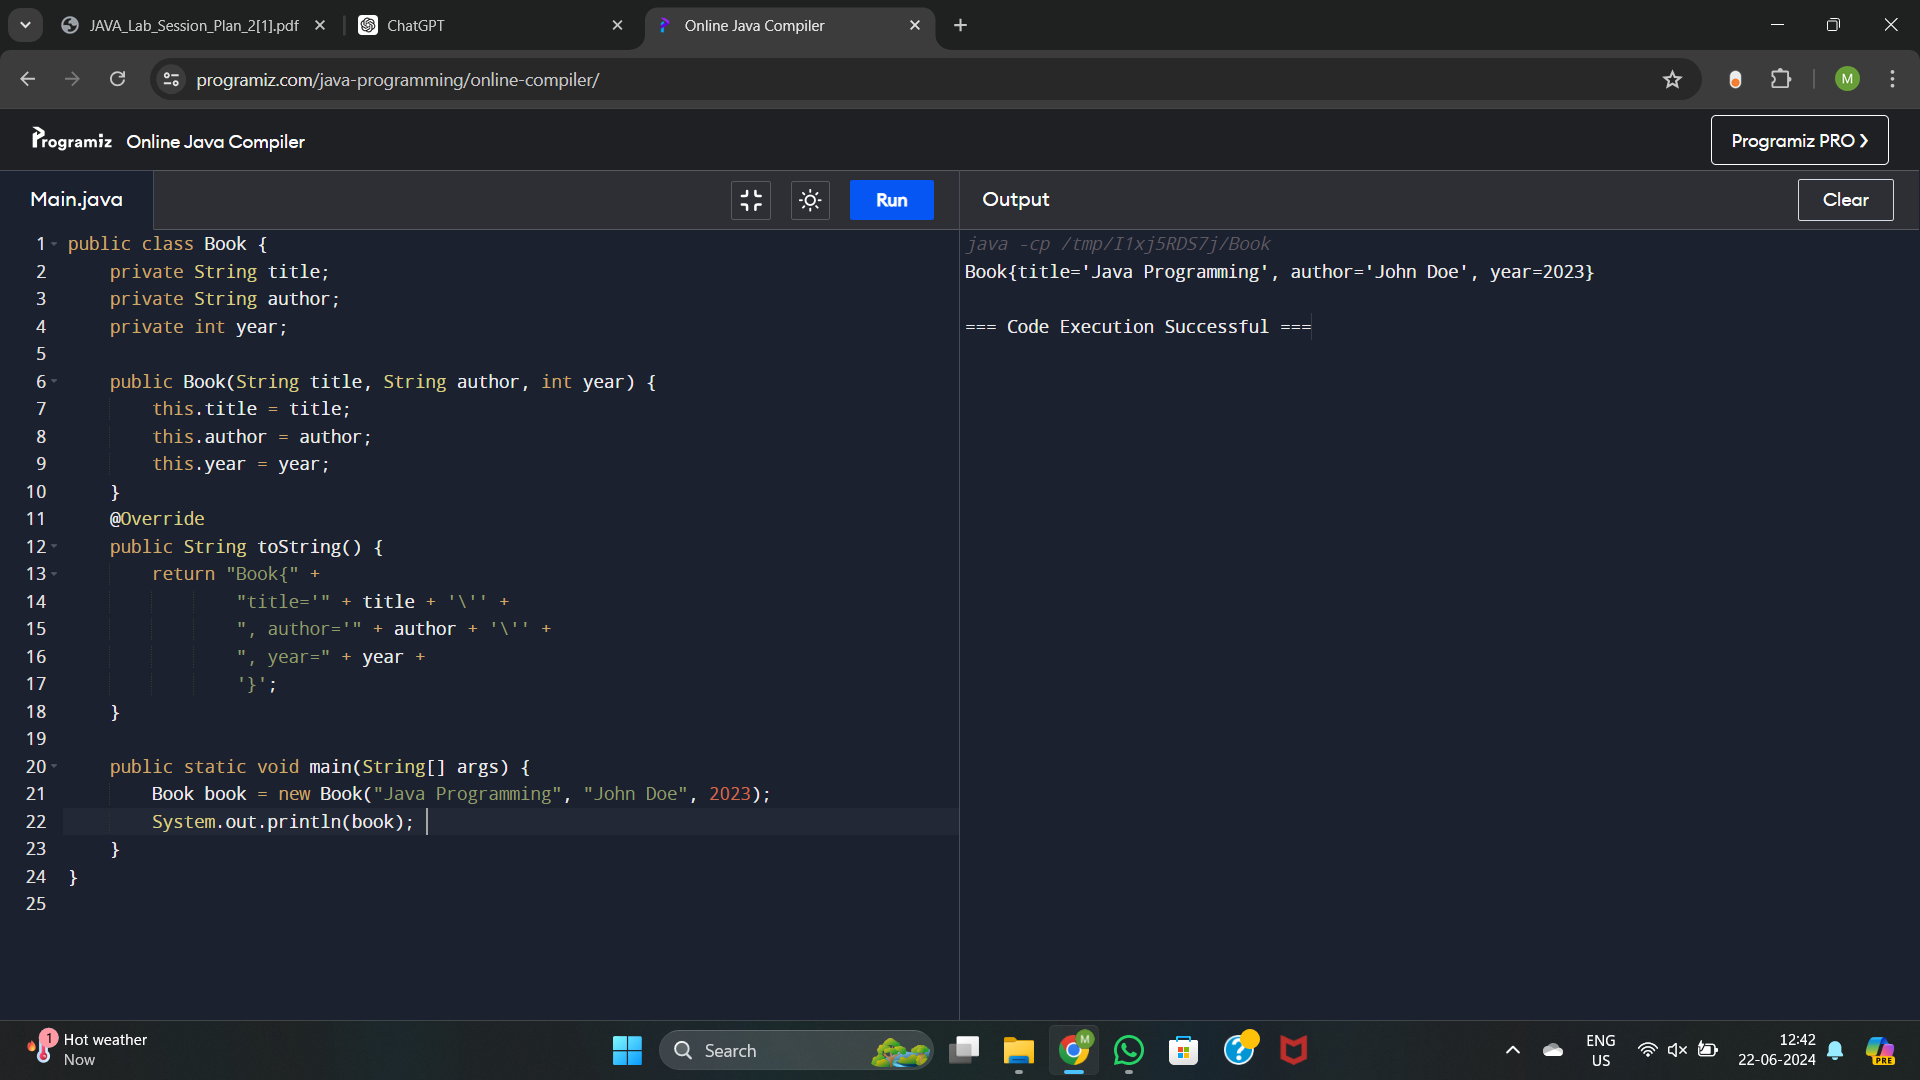 JAVA_Lab_Session_Plan_2[1].pdf
ChatGPT
Online Java Compiler
programiz.com/java-programming/online-compiler/
M
Programiz Online Java Compiler
Programiz PRO
Main.java
Run
Output
Clear
1 public class Book {
2     private String title;
3     private String author;
4     private int year;
5
6     public Book(String title, String author, int year) {
7         this.title = title;
8         this.author = author;
9         this.year = year;
10     }
11     @Override
12     public String toString() {
13         return "Book{" +
14                 "title='" + title + '\'' +
15                 ", author='" + author + '\'' +
16                 ", year=" + year +
17                 '}';
18     }
19
20     public static void main(String[] args) {
21         Book book = new Book("Java Programming", "John Doe", 2023);
22         System.out.println(book);
23     }
24 }
25
java -cp /tmp/I1xj5RDS7j/Book
Book{title='Java Programming', author='John Doe', year=2023}
=== Code Execution Successful ===
1
Hot weather
Now
Search
M
ENG
US
12:42
22-06-2024
PRE